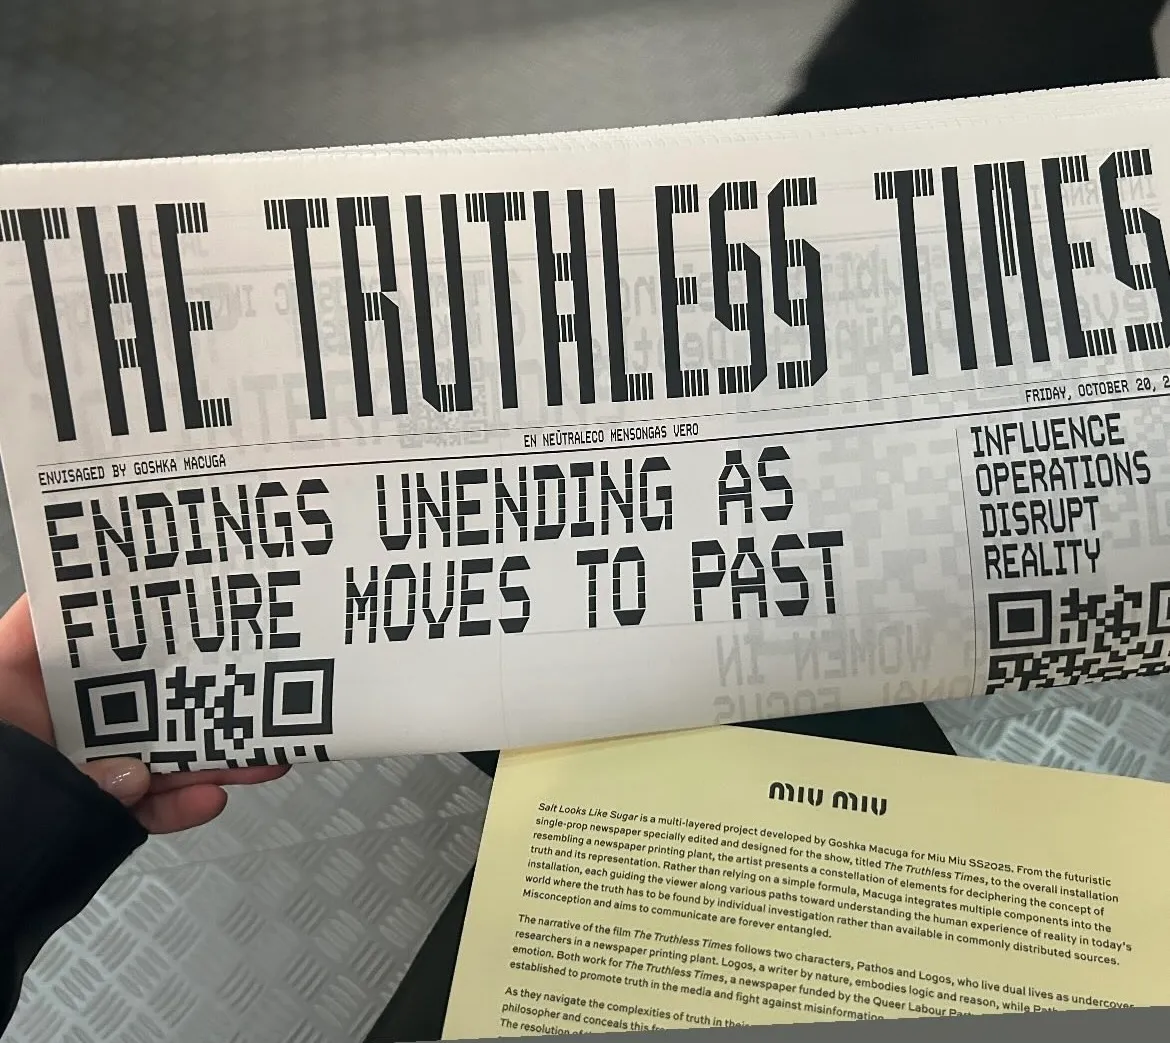 THE TRUTHLESS TIMES
ENVISAGED BY GOSHKA MACUGA
EN NEŬTRALECO MENSONGAS VERO
FRIDAY, OCTOBER 20, 2
ENDINGS UNENDING AS
FUTURE MOVES TO PAST
INFLUENCE
OPERATIONS
DISRUPT
REALITY
MIU MIU
Salt Looks Like Sugar is a multi-layered project developed by Goshka Macuga for Miu Miu SS2025. From the futuristic
single-prop newspaper specially edited and designed for the show, titled The Truthless Times, to the overall installation
resembling a newspaper printing plant, the artist presents a constellation of elements for deciphering the concept of
truth and its representation. Rather than relying on a simple formula, Macuga integrates multiple components into the
installation, each guiding the viewer along various paths toward understanding the human experience of reality in today's
world where the truth has to be found by individual investigation rather than available in commonly distributed sources.
Misconception and aims to communicate are forever entangled.
The narrative of the film The Truthless Times follows two characters, Pathos and Logos, who live dual lives as undercover
researchers in a newspaper printing plant. Logos, a writer by nature, embodies logic and reason, while
emotion. Both work for The Truthless Times, a newspaper funded by the Queer Labour
established to promote truth in the media and fight against misinformation
As they navigate the complexities of truth in their
philosopher and conceals this
The resolution